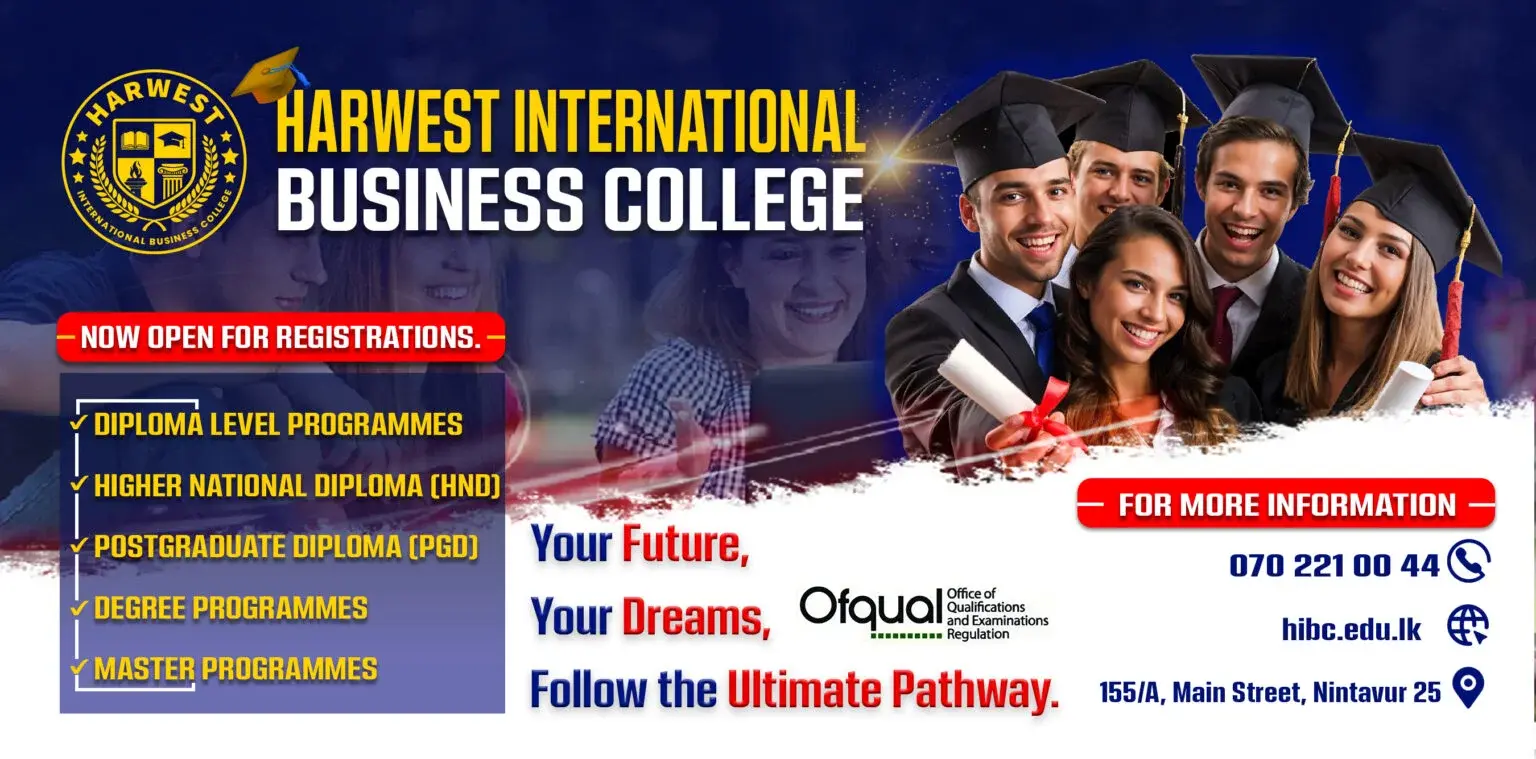 HARWEST
INTERNATIONAL BUSINESS COLLEGE
HARWEST INTERNATIONAL
BUSINESS COLLEGE
NOW OPEN FOR REGISTRATIONS.
DIPLOMA LEVEL PROGRAMMES
HIGHER NATIONAL DIPLOMA (HND)
POSTGRADUATE DIPLOMA (PGD)
DEGREE PROGRAMMES
MASTER PROGRAMMES
Your Future,
Your Dreams,
Follow the Ultimate Pathway.
Ofqual
Office of
Qualifications
and Examinations
Regulation
FOR MORE INFORMATION
070 221 00 44
hibc.edu.lk
155/A, Main Street, Nintavur 25